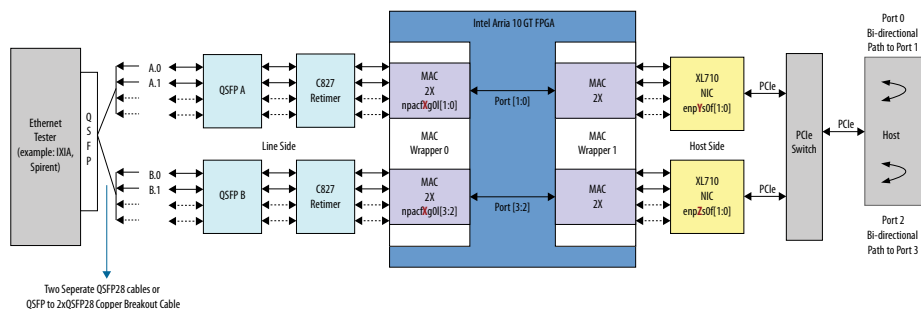 Intel Arria 10 GT FPGA
Port 0
Bi-directional
Path to Port 1
Ethernet
Tester
(example: IXIA,
Spirent)
Q
S
F
P
A.0
A.1
QSFP A
C827
Retimer
MAC
2X
npacfXg0l[1:0]
Port [1:0]
MAC
2X
XL710
NIC
enpYs0f[1:0]
PCIe
Line Side
MAC
Wrapper 0
MAC
Wrapper 1
Host Side
PCIe
Switch
PCIe
Host
B.0
B.1
QSFP B
C827
Retimer
MAC
2X
npacfXg0l[3:2]
Port [3:2]
MAC
2X
XL710
NIC
enpZs0f[1:0]
PCIe
Port 2
Bi-directional
Path to Port 3
Two Seperate QSFP28 cables or
QSFP to 2xQSFP28 Copper Breakout Cable